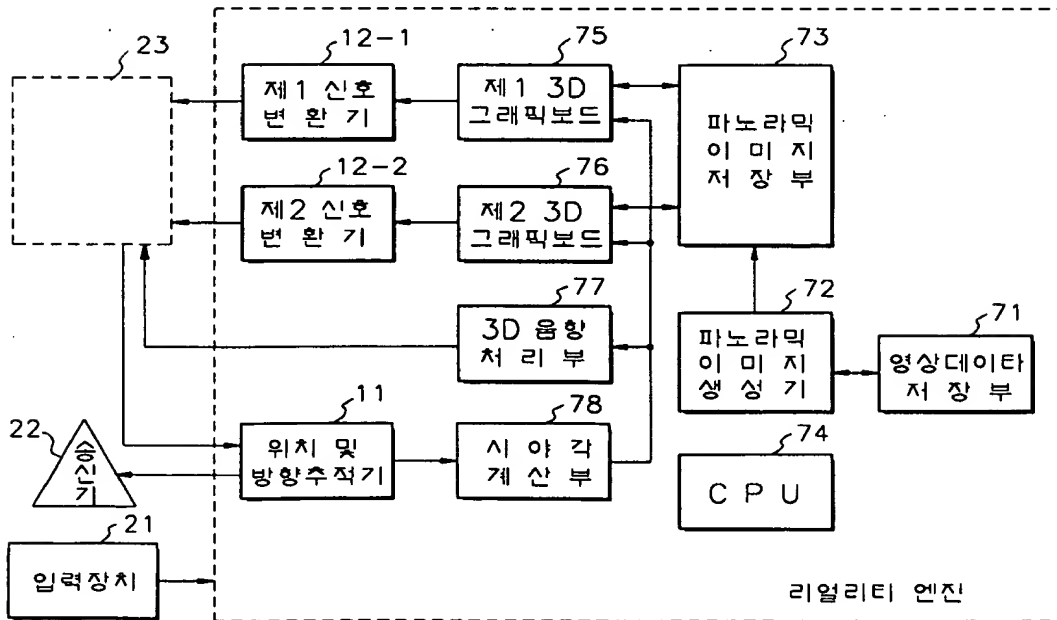 23
12-1
제1 신호
변 환 기
75
제1 3D
그래픽보드
73
파노라믹
이 미 지
저 장 부
12-2
제2 신호
변 환 기
76
제2 3D
그래픽보드
77
3D 음향
처 리 부
72
파노라믹
이 미 지
생 성 기
71
영상데이타
저 장 부
22
송신기
11
위치 및
방향추적기
78
시 야 각
계 산 부
74
C P U
21
입력장치
리얼리티 엔진